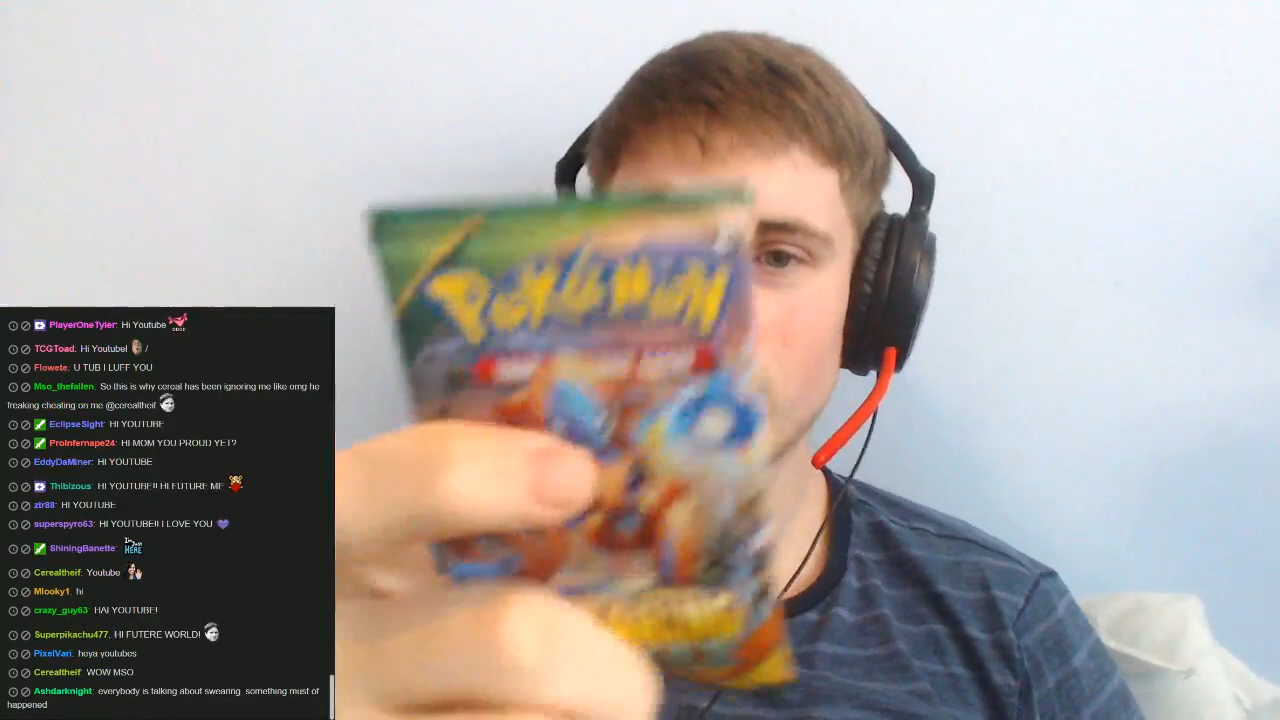 POKéMON
PlayerOneTyler: Hi Youtube
TCGToad: Hi Youtube! /
Flowete: U TUB I LUFF YOU
Mso_thefallen: So this is why cereal has been ignoring me like omg he
freaking cheating on me @cerealtheif
EclipseSight: HI YOUTUBE
ProInfernape24: HI MOM YOU PROUD YET?
EddyDaMiner: HI YOUTUBE
Thibizous: HI YOUTUBE!! HI FUTURE ME
ztr88: HI YOUTUBE
superspyro63: HI YOUTUBE!! I LOVE YOU
ShiningBanette: I'm Just HERE
Cerealtheif: Youtube
Mlooky1: hi
crazy_guy63: HAI YOUTUBE!
Superpikachu477: HI FUTERE WORLD!
PixelVari: heya youtubes
Cerealtheif: WOW MSO
Ashdarknight: everybody is talking about swearing something must of
happened